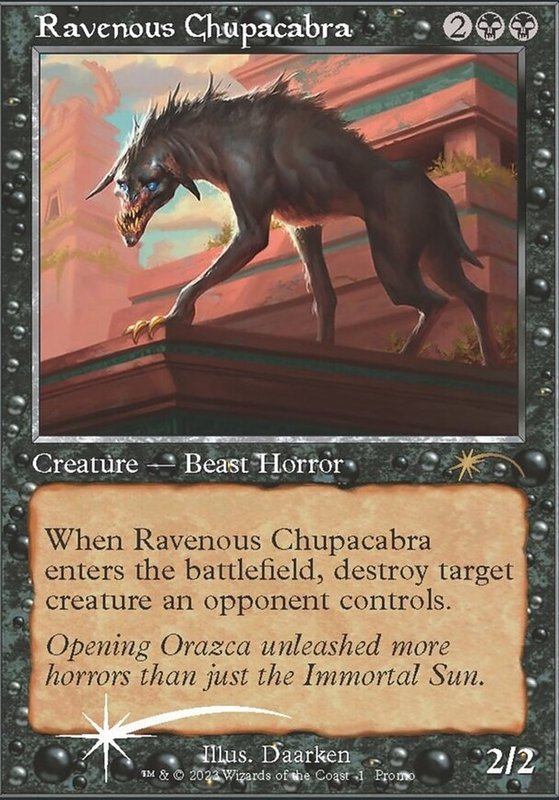 Ravenous Chupacabra 2
Creature — Beast Horror
When Ravenous Chupacabra
enters the battlefield, destroy target
creature an opponent controls.
Opening Orazca unleashed more
horrors than just the Immortal Sun.
Illus. Daarken
™ & © 2023 Wizards of the Coast 1 Promo
2/2